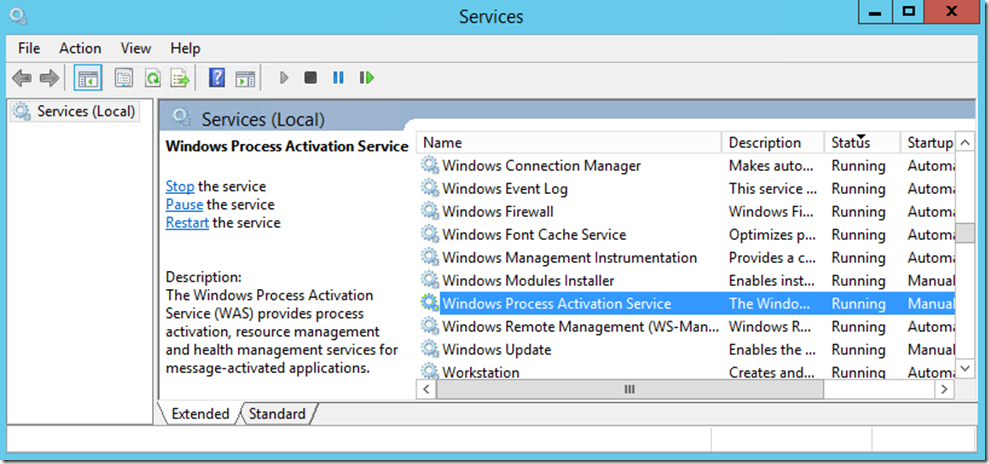 Services
File Action View Help
Services (Local)
Services (Local)
Windows Process Activation Service
Stop the service
Pause the service
Restart the service
Description:
The Windows Process Activation
Service (WAS) provides process
activation, resource management
and health management services for
message-activated applications.
Name Description Status Startup
Windows Connection Manager Makes auto... Running Automa
Windows Event Log This service ... Running Automa
Windows Firewall Windows Fi... Running Automa
Windows Font Cache Service Optimizes p... Running Automa
Windows Management Instrumentation Provides a c... Running Automa
Windows Modules Installer Enables inst... Running Manual
Windows Process Activation Service The Windo... Running Manual
Windows Remote Management (WS-Man... Windows R... Running Automa
Windows Update Enables the ... Running Manual
Workstation Creates and... Running Automa
Extended Standard